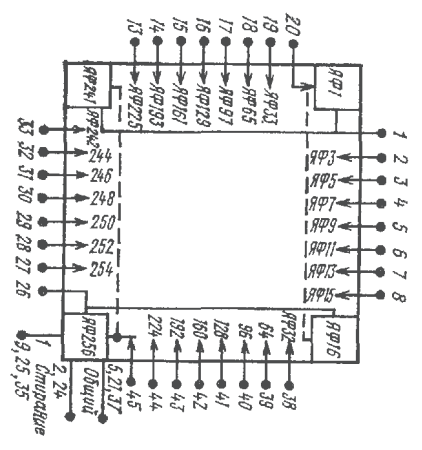 13
14
15
16
17
18
19
20
ЯФ241
ЯФ225
ЯФ193
ЯФ161
ЯФ129
ЯФ97
ЯФ65
ЯФ33
ЯФ1
ЯФ242
33
32
244
31
246
30
248
29
250
28
252
27
254
26
1
ЯФ3
2
ЯФ5
3
ЯФ7
4
ЯФ9
5
ЯФ11
6
ЯФ13
7
ЯФ15
8
ЯФ256
224
192
160
128
96
64
ЯФ32
ЯФ16
1
9, 25, 35
Стирание
2, 24
Общий
5, 21, 37
45
44
43
42
41
40
39
38